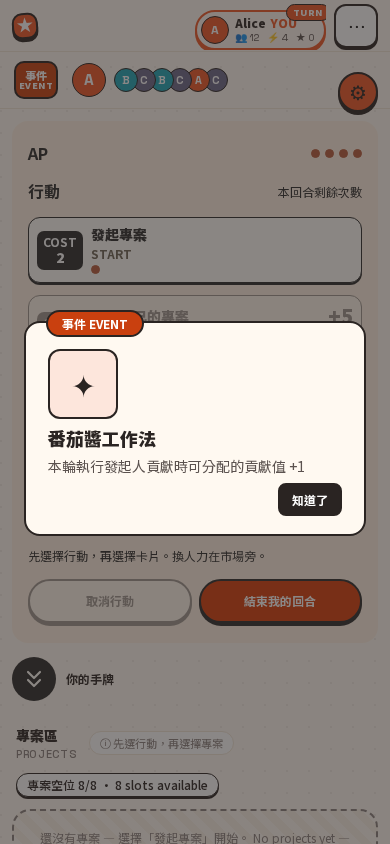 TURN
A
Alice YOU
👥 12 ⚡ 4 ★ 0
事件
EVENT
A
B C B C A C
AP
行動
本回合剩餘次數
COST
2
發起專案
START
的專案
+5
事件 EVENT
番茄醬工作法
本輪執行發起人貢獻時可分配的貢獻值 +1
知道了
先選擇行動，再選擇卡片。換人力在市場旁。
取消行動
結束我的回合
你的手牌
專案區
PROJECTS
先選行動，再選擇專案
專案空位 8/8 · 8 slots available
還沒有專案 — 選擇「發起專案」開始。 No projects yet —